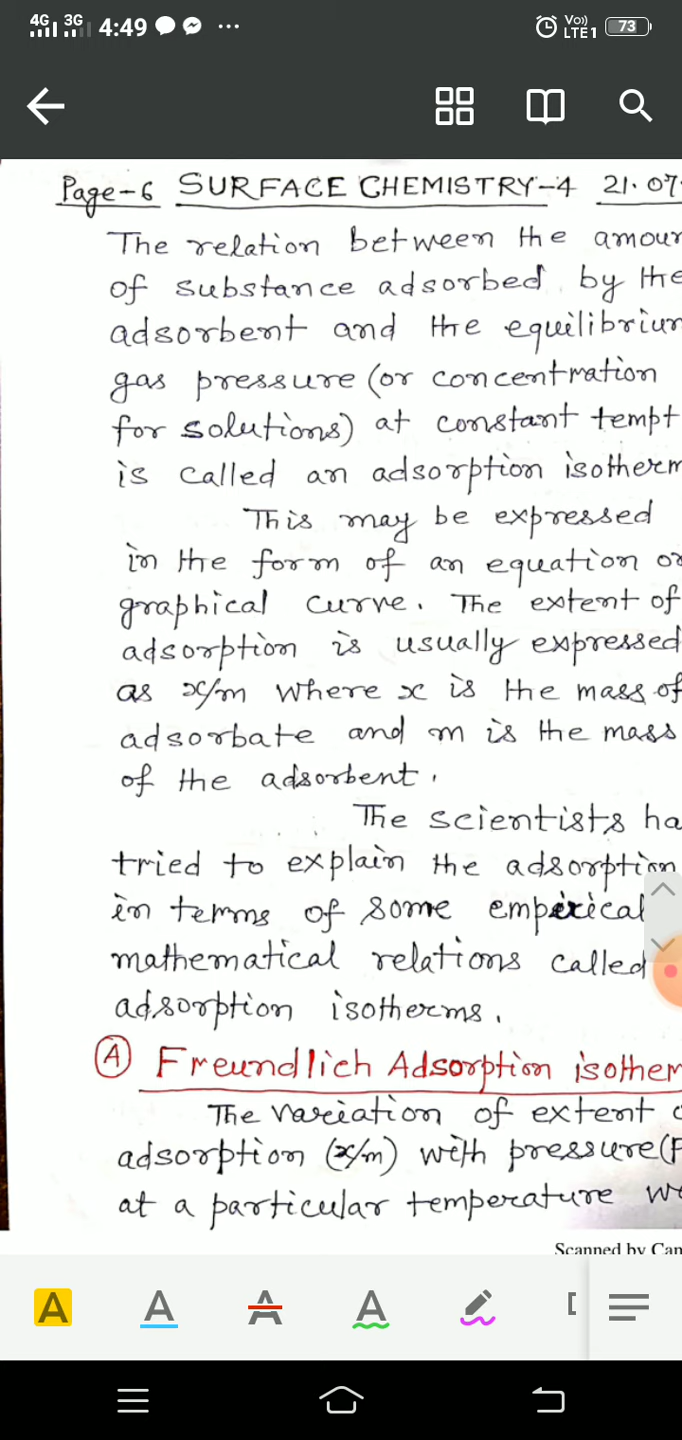 4G 3G 4:49 Vo)) LTE1 73
Page-6 SURFACE CHEMISTRY-4 21.07
The relation between the amour
of substance adsorbed by the
adsorbent and the equilibriun
gas pressure (or concentration
for solutions) at constant tempt
is called an adsorption isotherm
This may be expressed
in the form of an equation or
graphical curve. The extent of
adsorption is usually expressed
as x/m where x is the mass of
adsorbate and m is the mass
of the adsorbent.
The scientists ha
tried to explain the adsorption
in terms of some emperical
mathematical relations called
adsorption isotherms.
(A) Freundlich Adsorption isother
The variation of extent
adsorption (x/m) with pressure (P
at a particular temperature
Scanned by Can
A A A A